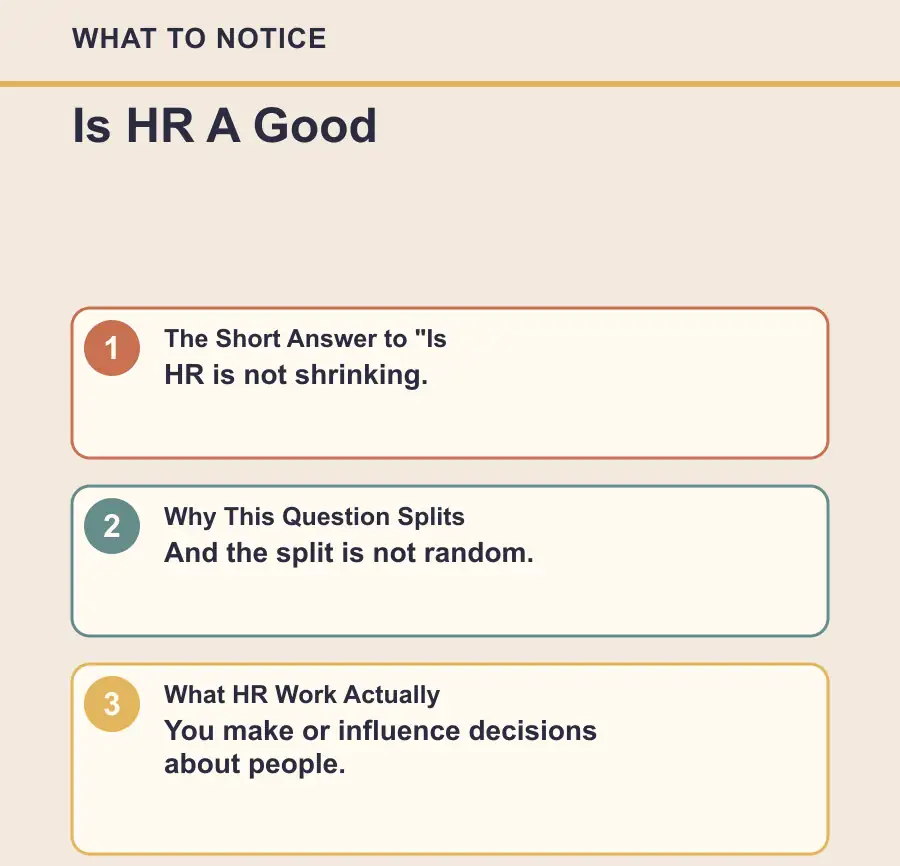 WHAT TO NOTICE
Is HR A Good
1
The Short Answer to "Is
HR is not shrinking.
2
Why This Question Splits
And the split is not random.
3
What HR Work Actually
You make or influence decisions
about people.